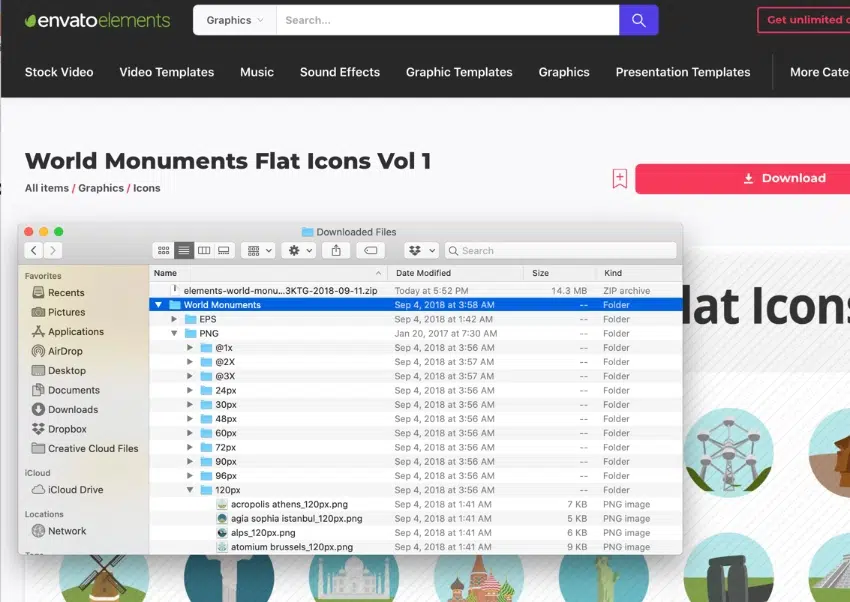 envatoelements
Graphics
Search...
Get unlimited
Stock Video
Video Templates
Music
Sound Effects
Graphic Templates
Graphics
Presentation Templates
More Cate
World Monuments Flat Icons Vol 1
All items / Graphics / Icons
Download
Downloaded Files
Search
Favorites
Recents
Pictures
Applications
AirDrop
Desktop
Documents
Downloads
Dropbox
Creative Cloud Files
iCloud
iCloud Drive
Locations
Network
Name Date Modified Size Kind
elements-world-monu...3KTG-2018-09-11.zip Today at 5:52 PM 14.3 MB ZIP archive
World Monuments Sep 4, 2018 at 3:58 AM -- Folder
EPS Sep 4, 2018 at 1:42 AM -- Folder
PNG Jan 20, 2017 at 7:30 AM -- Folder
@1x Sep 4, 2018 at 3:56 AM -- Folder
@2X Sep 4, 2018 at 3:57 AM -- Folder
@3X Sep 4, 2018 at 3:57 AM -- Folder
24px Sep 4, 2018 at 3:56 AM -- Folder
30px Sep 4, 2018 at 3:56 AM -- Folder
48px Sep 4, 2018 at 3:56 AM -- Folder
60px Sep 4, 2018 at 3:56 AM -- Folder
72px Sep 4, 2018 at 3:56 AM -- Folder
90px Sep 4, 2018 at 3:56 AM -- Folder
96px Sep 4, 2018 at 3:56 AM -- Folder
120px Sep 4, 2018 at 3:56 AM -- Folder
acropolis athens_120px.png Sep 4, 2018 at 1:41 AM 7 KB PNG image
agia sophia istanbul_120px.png Sep 4, 2018 at 1:41 AM 5 KB PNG image
alps_120px.png Sep 4, 2018 at 1:41 AM 6 KB PNG image
atomium brussels_120px.png Sep 4, 2018 at 1:41 AM 9 KB PNG image
lat Icons